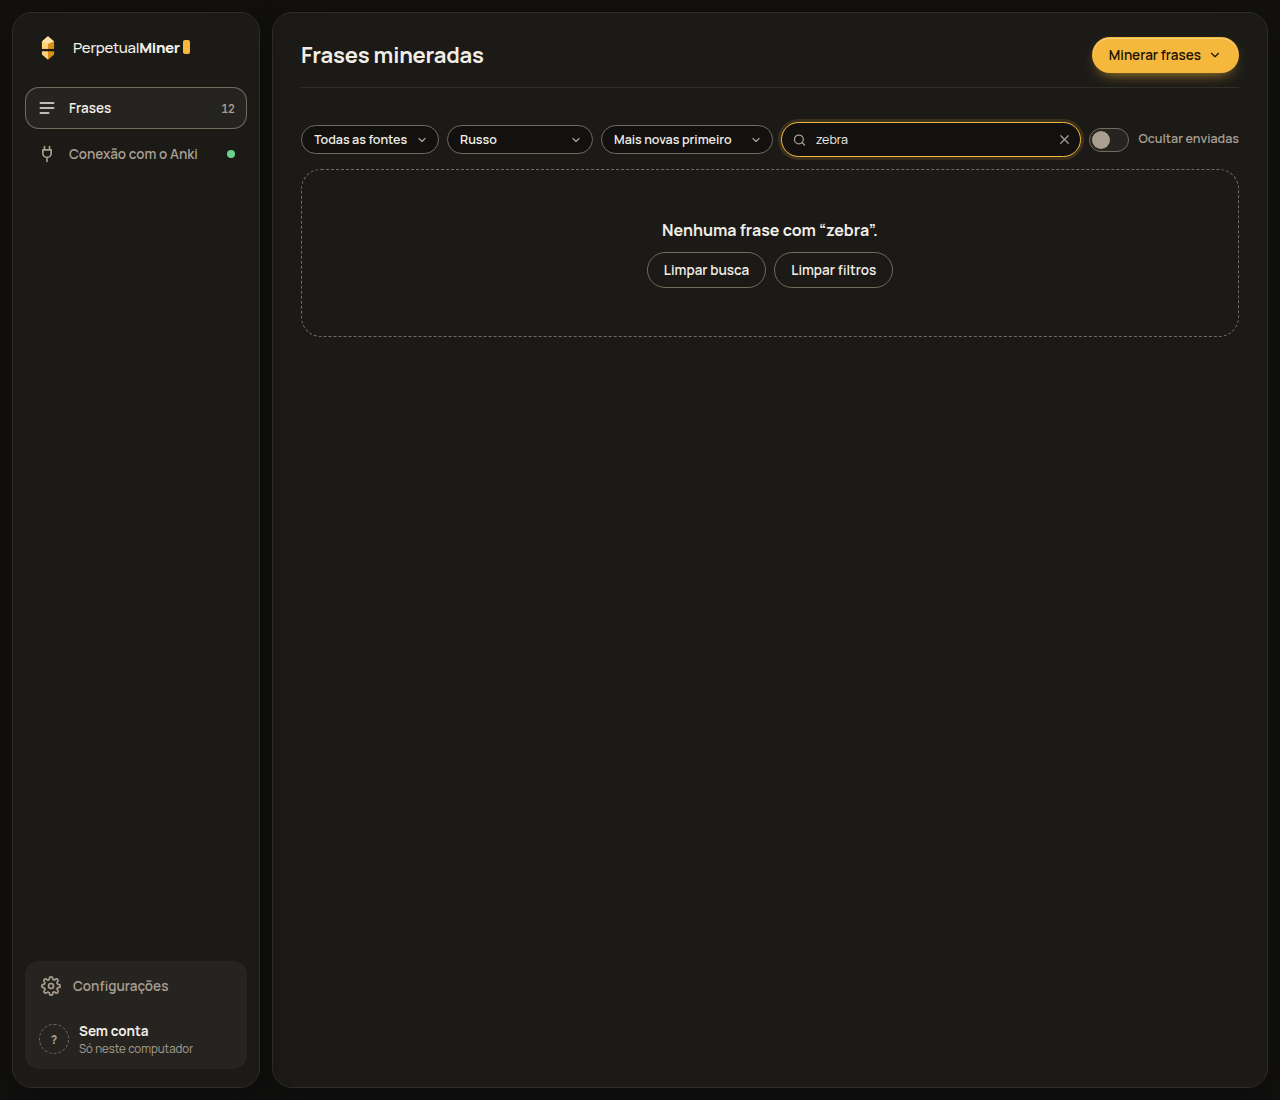 PerpetualMiner
Frases 12
Conexão com o Anki
Configurações
?
Sem conta
Só neste computador
Frases mineradas
Minerar frases
Todas as fontes
Russo
Mais novas primeiro
zebra
Ocultar enviadas
Nenhuma frase com “zebra”.
Limpar busca
Limpar filtros